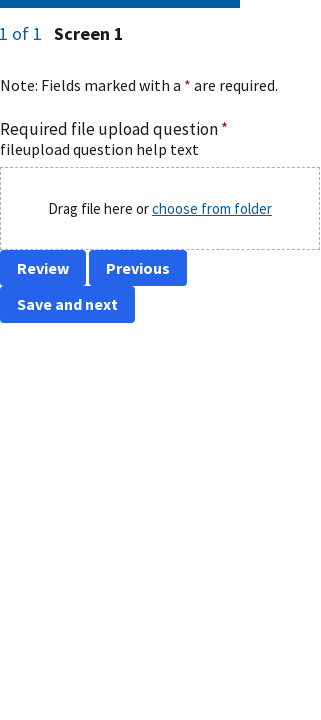 1 of 1 Screen 1
Note: Fields marked with a * are required.
Required file upload question *
fileupload question help text
Drag file here or choose from folder
Review Previous
Save and next